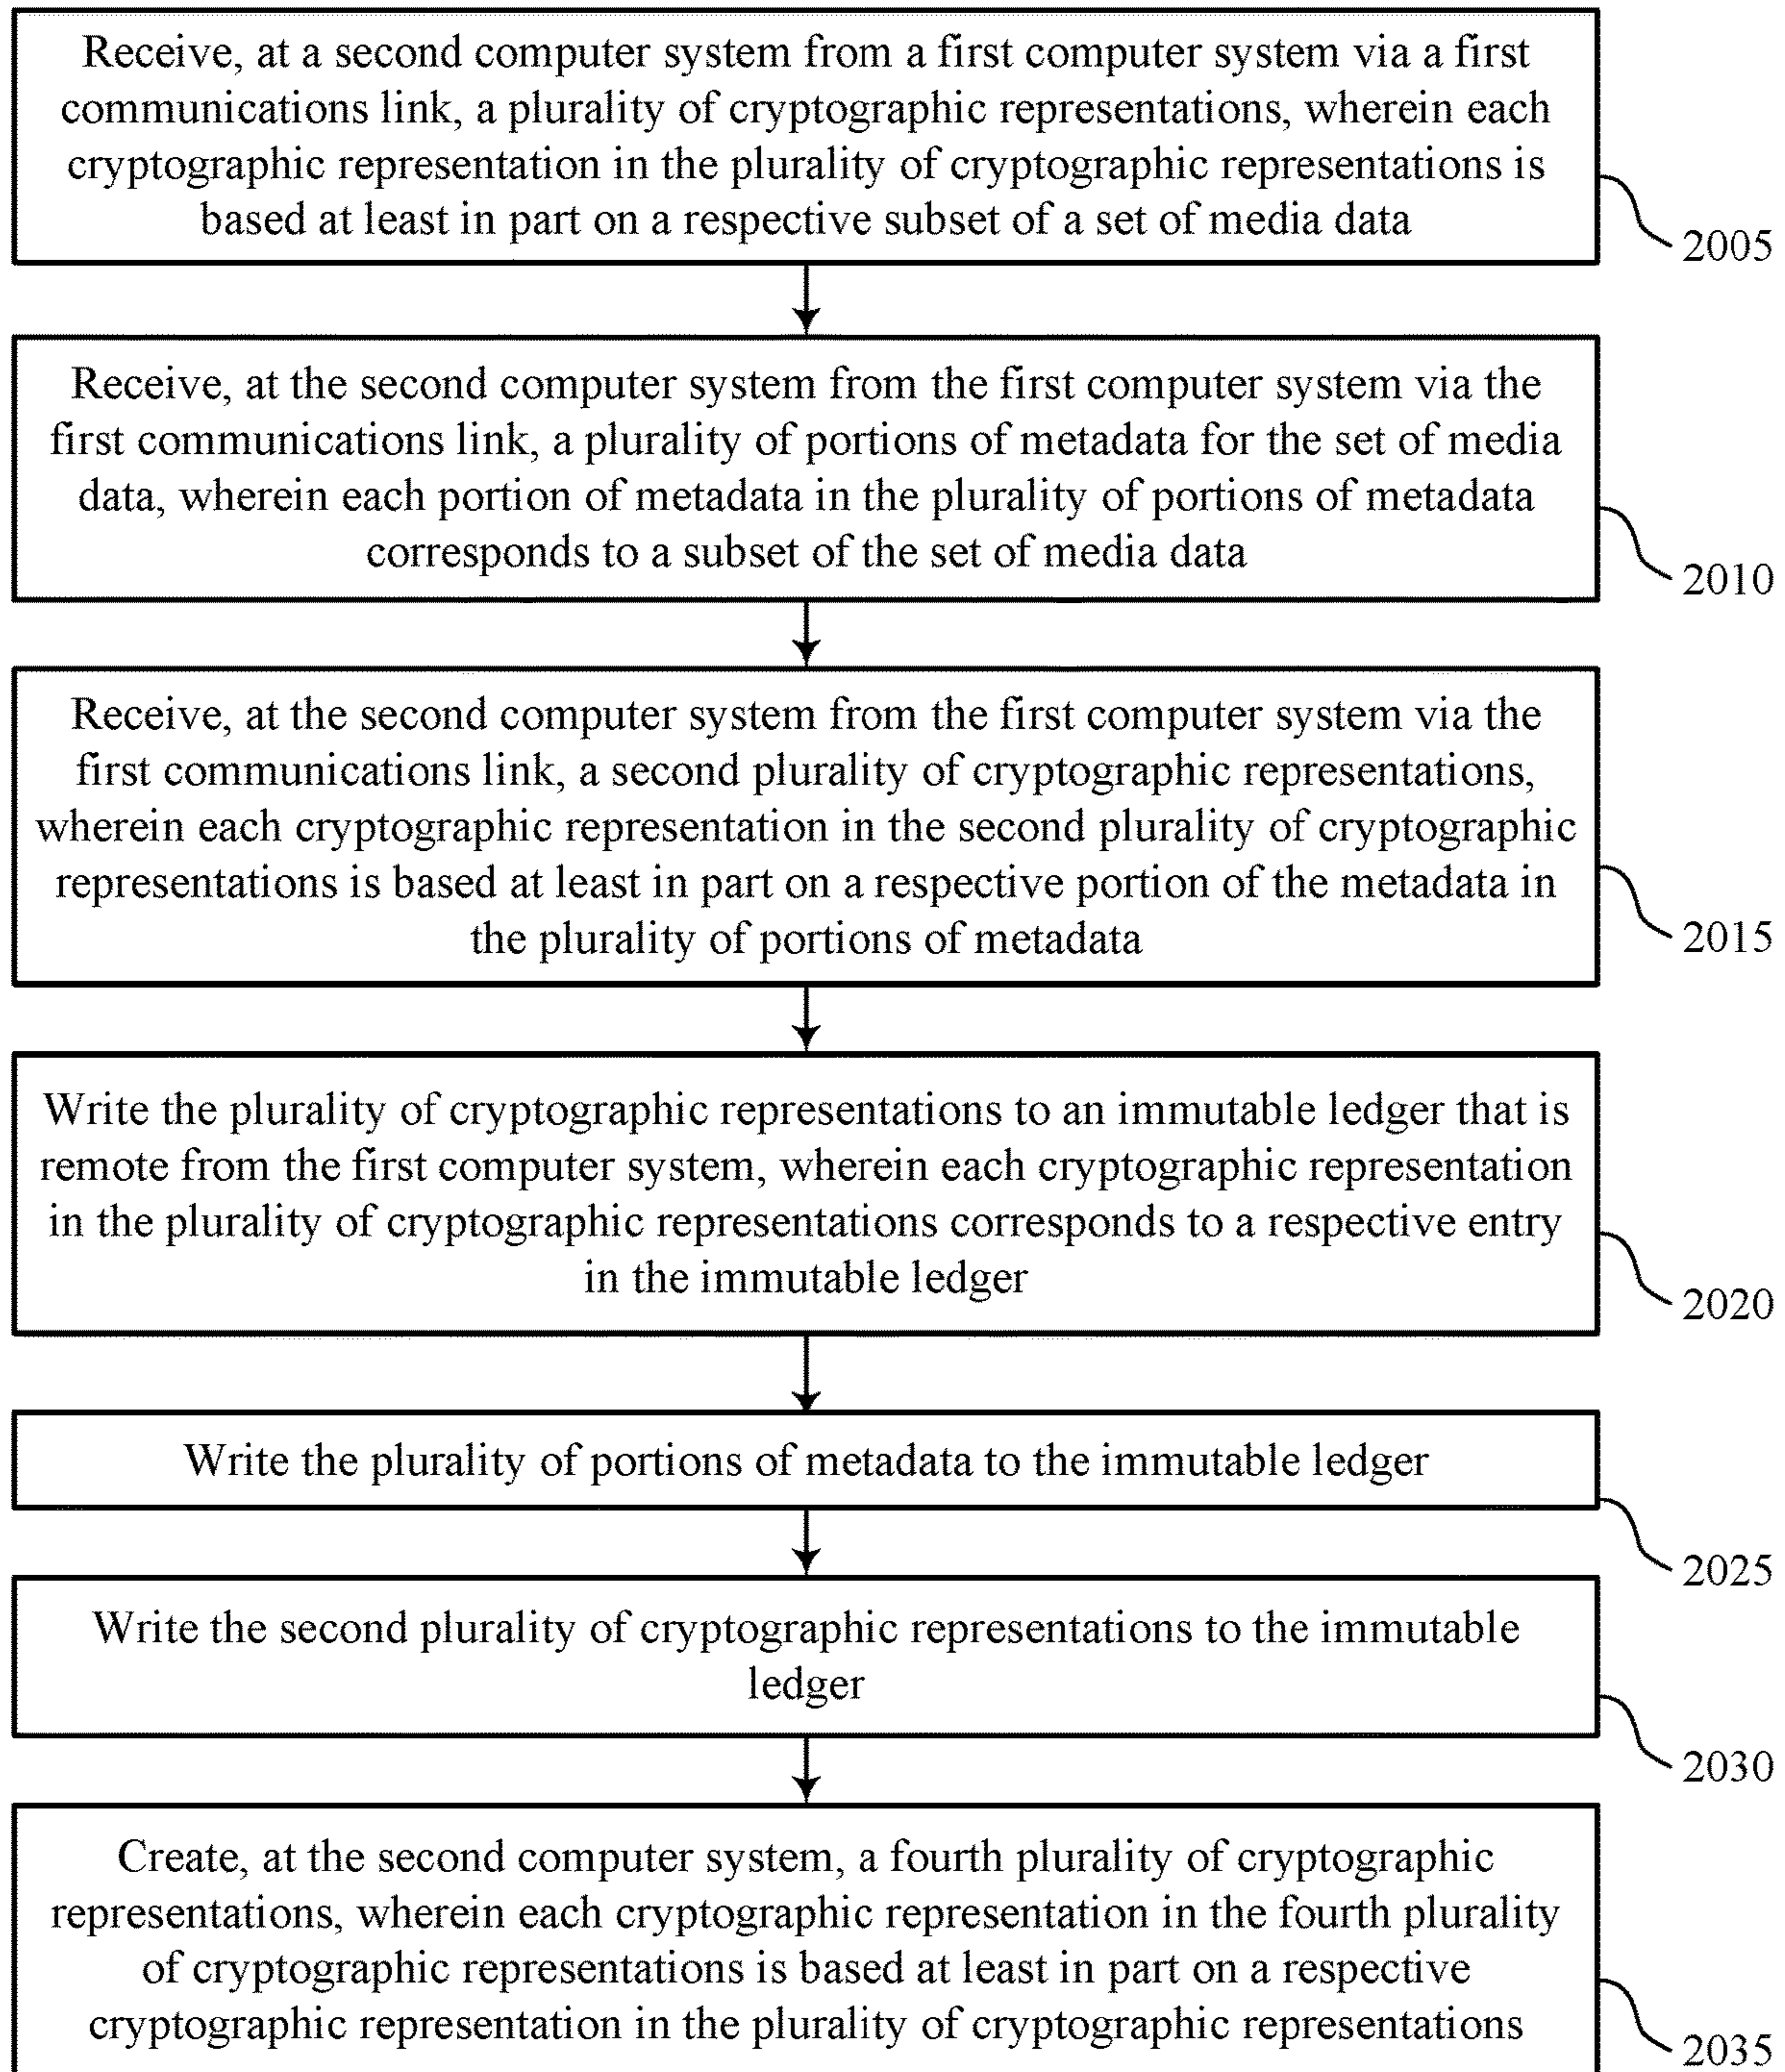 Receive, at a second computer system from a first computer system via a first
communications link, a plurality of cryptographic representations, wherein each
cryptographic representation in the plurality of cryptographic representations is
based at least in part on a respective subset of a set of media data
2005
Receive, at the second computer system from the first computer system via the
first communications link, a plurality of portions of metadata for the set of media
data, wherein each portion of metadata in the plurality of portions of metadata
corresponds to a subset of the set of media data
2010
Receive, at the second computer system from the first computer system via the
first communications link, a second plurality of cryptographic representations,
wherein each cryptographic representation in the second plurality of cryptographic
representations is based at least in part on a respective portion of the metadata in
the plurality of portions of metadata
2015
Write the plurality of cryptographic representations to an immutable ledger that is
remote from the first computer system, wherein each cryptographic representation
in the plurality of cryptographic representations corresponds to a respective entry
in the immutable ledger
2020
Write the plurality of portions of metadata to the immutable ledger
2025
Write the second plurality of cryptographic representations to the immutable
ledger
2030
Create, at the second computer system, a fourth plurality of cryptographic
representations, wherein each cryptographic representation in the fourth plurality
of cryptographic representations is based at least in part on a respective
cryptographic representation in the plurality of cryptographic representations
2035